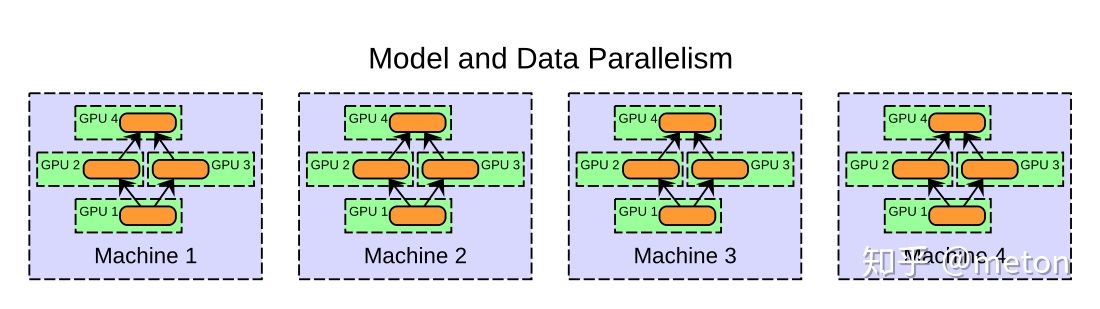 Model and Data Parallelism
GPU 4
GPU 2
GPU 3
GPU 1
Machine 1
GPU 4
GPU 2
GPU 3
GPU 1
Machine 2
GPU 4
GPU 2
GPU 3
GPU 1
Machine 3
GPU 4
GPU 2
GPU 3
GPU 1
Machine 4
知乎 @meton